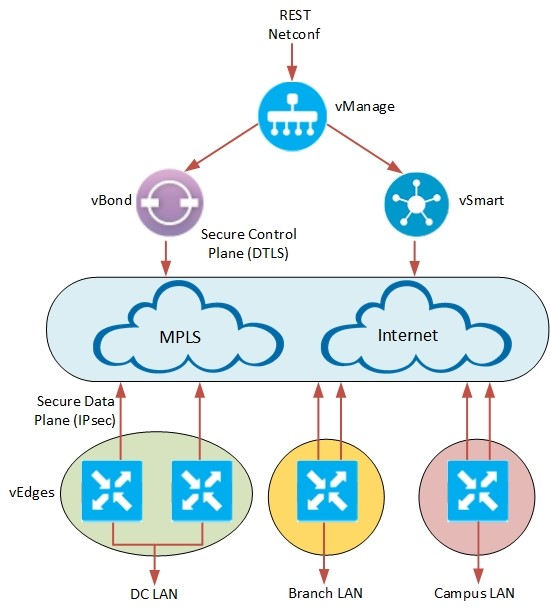 REST
Netconf
vManage
vBond
vSmart
Secure Control
Plane (DTLS)
MPLS
Internet
Secure Data
Plane (IPsec)
vEdges
DC LAN
Branch LAN
Campus LAN